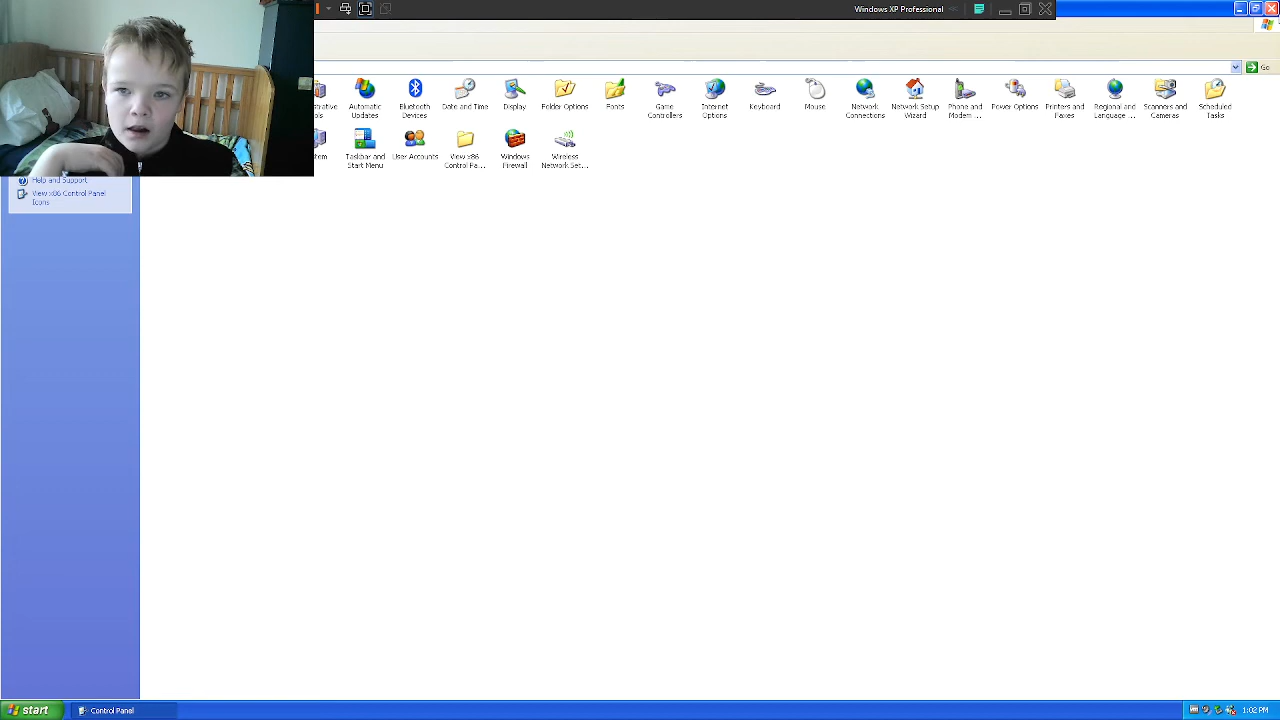 Windows XP Professional
Go
Automatic Updates
Bluetooth Devices
Date and Time
Display
Folder Options
Fonts
Game Controllers
Internet Options
Keyboard
Mouse
Network Connections
Network Setup Wizard
Phone and Modem ...
Power Options
Printers and Faxes
Regional and Language ...
Scanners and Cameras
Scheduled Tasks
Taskbar and Start Menu
User Accounts
View x86 Control Pa...
Windows Firewall
Wireless Network Set...
Help and Support
View x86 Control Panel
Icons
start
Control Panel
1:02 PM